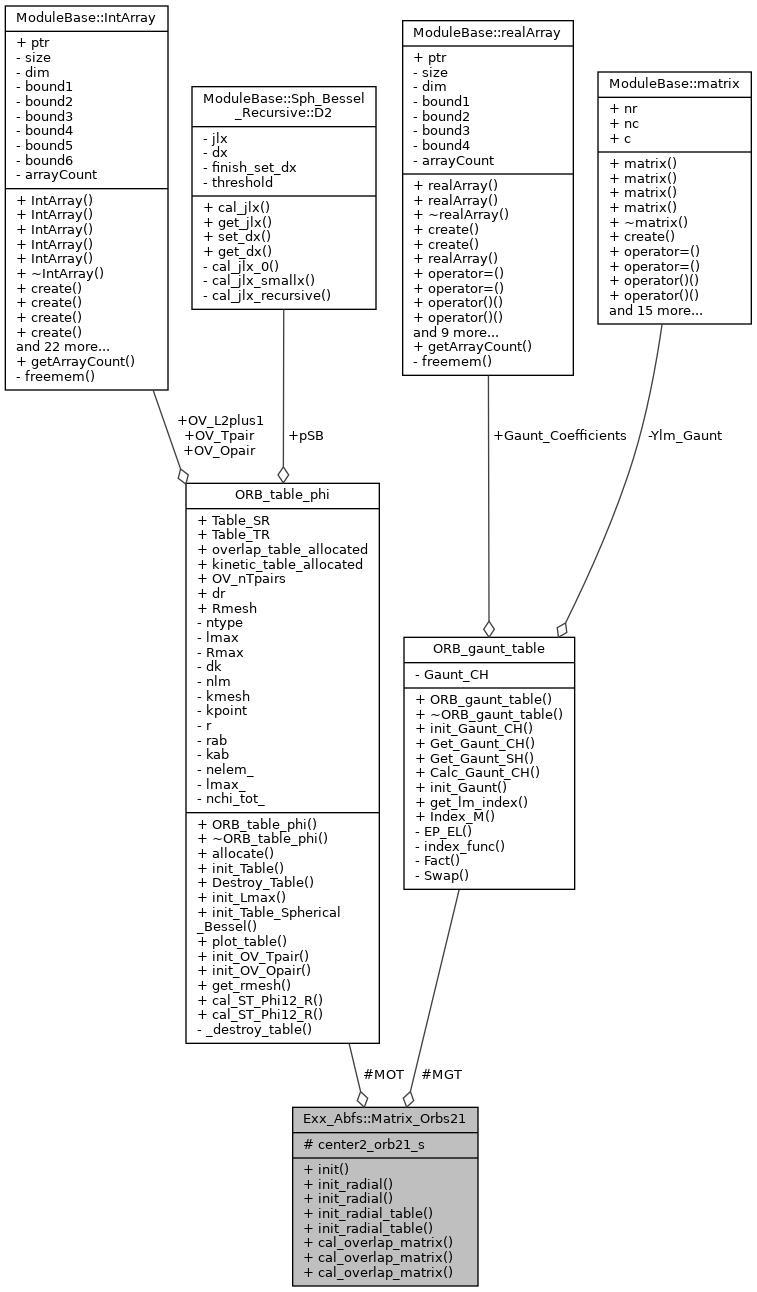 ModuleBase::IntArray
+ ptr
- size
- dim
- bound1
- bound2
- bound3
- bound4
- bound5
- bound6
- arrayCount
+ IntArray()
+ IntArray()
+ IntArray()
+ IntArray()
+ IntArray()
+ ~IntArray()
+ create()
+ create()
+ create()
+ create()
and 22 more...
+ getArrayCount()
- freemem()
ModuleBase::Sph_Bessel
_Recursive::D2
- jlx
- dx
- finish_set_dx
- threshold
+ cal_jlx()
+ get_jlx()
+ set_dx()
+ get_dx()
- cal_jlx_0()
- cal_jlx_smallx()
- cal_jlx_recursive()
ModuleBase::realArray
+ ptr
- size
- dim
- bound1
- bound2
- bound3
- bound4
- arrayCount
+ realArray()
+ realArray()
+ ~realArray()
+ create()
+ create()
+ realArray()
+ operator=()
+ operator=()
+ operator()()
+ operator()()
and 9 more...
+ getArrayCount()
- freemem()
ModuleBase::matrix
+ nr
+ nc
+ c
+ matrix()
+ matrix()
+ matrix()
+ matrix()
+ ~matrix()
+ create()
+ operator=()
+ operator=()
+ operator()()
+ operator()()
and 15 more...
+OV_L2plus1
+OV_Tpair
+OV_Opair
+pSB
+Gaunt_Coefficients
-Ylm_Gaunt
ORB_table_phi
+ Table_SR
+ Table_TR
+ overlap_table_allocated
+ kinetic_table_allocated
+ OV_nTpairs
+ dr
+ Rmesh
- ntype
- lmax
- Rmax
- dk
- nlm
- kmesh
- kpoint
- r
- rab
- kab
- nelem_
- lmax_
- nchi_tot_
+ ORB_table_phi()
+ ~ORB_table_phi()
+ allocate()
+ init_Table()
+ Destroy_Table()
+ init_Lmax()
+ init_Table_Spherical
_Bessel()
+ plot_table()
+ init_OV_Tpair()
+ init_OV_Opair()
+ get_rmesh()
+ cal_ST_Phi12_R()
+ cal_ST_Phi12_R()
- _destroy_table()
ORB_gaunt_table
- Gaunt_CH
+ ORB_gaunt_table()
+ ~ORB_gaunt_table()
+ init_Gaunt_CH()
+ Get_Gaunt_CH()
+ Get_Gaunt_SH()
+ Calc_Gaunt_CH()
+ init_Gaunt()
+ get_lm_index()
+ Index_M()
- EP_EL()
- index_func()
- Fact()
- Swap()
#MOT
#MGT
Exx_Abfs::Matrix_Orbs21
# center2_orb21_s
+ init()
+ init_radial()
+ init_radial()
+ init_radial_table()
+ init_radial_table()
+ cal_overlap_matrix()
+ cal_overlap_matrix()
+ cal_overlap_matrix()